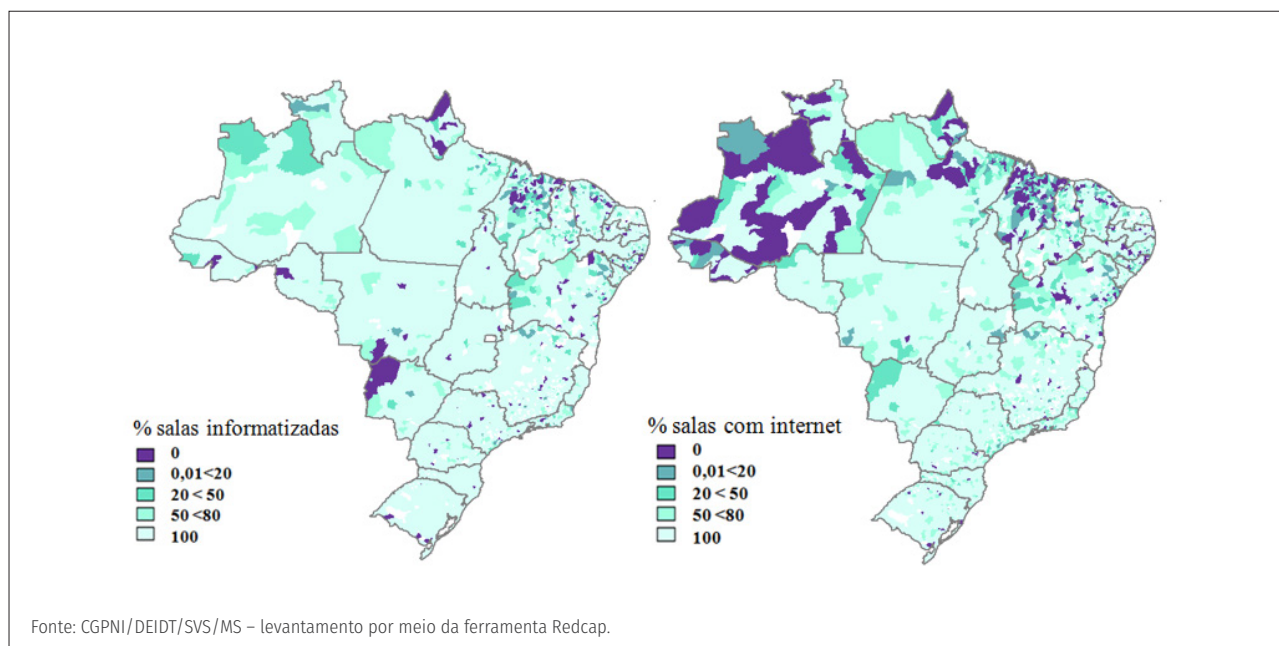 % salas informatizadas
0
0,01<20
20 < 50
50 <80
100
% salas com internet
0
0,01<20
20 < 50
50 <80
100
Fonte: CGPNI/DEIDT/SVS/MS – levantamento por meio da ferramenta Redcap.